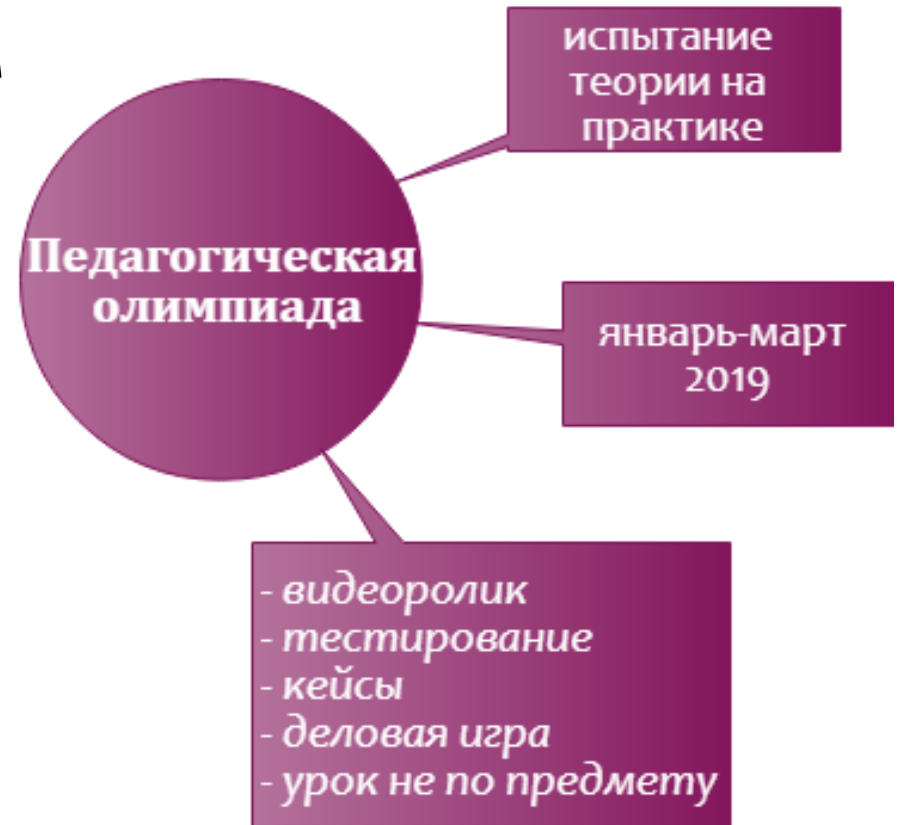 испытание
теории на
практике
Педагогическая
олимпиада
январь-март
2019
- видеоролик
- тестирование
- кейсы
- деловая игра
- урок не по предмету